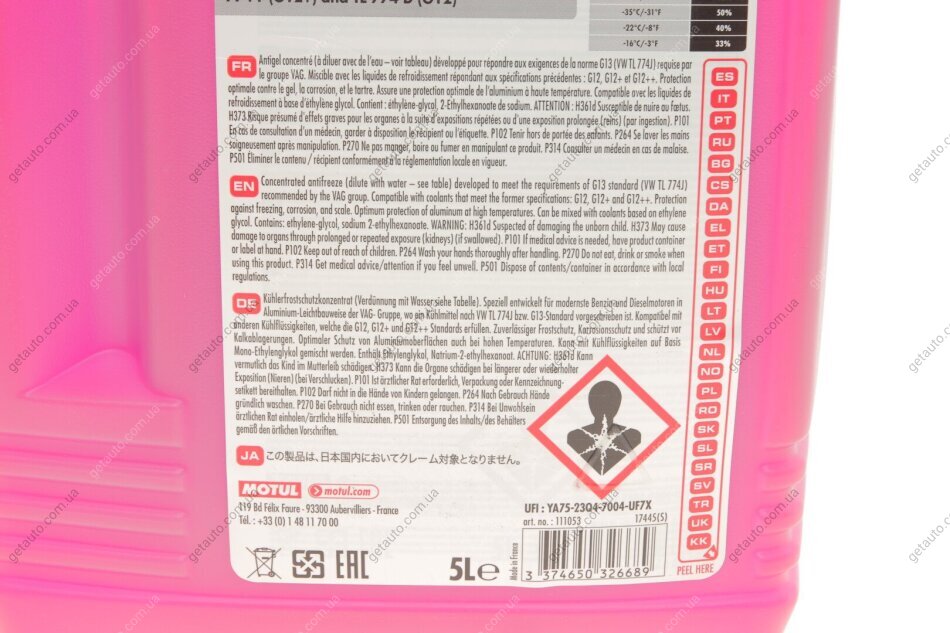 -35°C/-31°F 50%
-22°C/-8°F 40%
-16°C/-3°F 33%
FR Antigel concentré (à diluer avec de l'eau – voir tableau) développé pour répondre aux exigences de la norme G13 (VW TL 774J) requise par
le groupe VAG. Miscible avec les liquides de refroidissement répondant aux spécifications précédentes : G12, G12+ et G12++. Protection
optimale contre le gel, la corrosion, et le tartre. Assure une protection optimale de l'aluminium à haute température. Compatible avec les liquides de
refroidissement à base d'éthylène glycol. Contient : éthylène-glycol, 2-Ethylhexanoate de sodium. ATTENTION : H361d Susceptible de nuire au fœtus.
H373 Risque présumé d'effets graves pour les organes à la suite d'expositions répétées ou d'une exposition prolongée (reins) (par ingestion). P101
En cas de consultation d'un médecin, garder à disposition le récipient ou l'étiquette. P102 Tenir hors de portée des enfants. P264 Se laver les mains
soigneusement après manipulation. P270 Ne pas manger, boire ou fumer en manipulant ce produit. P314 Consulter un médecin en cas de malaise.
P501 Éliminer le contenu / récipient conformément à la réglementation locale en vigueur.
EN Concentrated antifreeze (dilute with water – see table) developed to meet the requirements of G13 standard (VW TL 774J)
recommended by the VAG group. Compatible with coolants that meet the former specifications: G12, G12+ and G12++. Protection
against freezing, corrosion, and scale. Optimum protection of aluminum at high temperatures. Can be mixed with coolants based on ethylene
glycol. Contains: ethylene-glycol, sodium 2-ethylhexanoate. WARNING: H361d Suspected of damaging the unborn child. H373 May cause
damage to organs through prolonged or repeated exposure (kidneys) (if swallowed). P101 If medical advice is needed, have product container
or label at hand. P102 Keep out of reach of children. P264 Wash your hands thoroughly after handling. P270 Do not eat, drink or smoke when
using this product. P314 Get medical advice/attention if you feel unwell. P501 Dispose of contents/container in accordance with local
regulations.
DE Kühlerfrostschutzkonzentrat (Verdünnung mit Wasser siehe Tabelle). Speziell entwickelt für modernste Benzin und Dieselmotoren in
Aluminium-Leichtbauweise der VAG- Gruppe, wo ein Kühlmittel nach VW TL 774J bzw. G13-Standard vorgeschrieben ist. Kompatibel mit
anderen Kühlflüssigkeiten, welche die G12, G12+ und G12++ Standards erfüllen. Zuverlässiger Frostschutz, Korrosionsschutz und schützt vor
Kalkablagerungen. Optimaler Schutz von Aluminiumoberflächen auch bei hohen Temperaturen. Kann mit Kühlflüssigkeiten auf Basis
Mono-Ethylenglykol gemischt werden. Enthält Ethylenglykol, Natrium-2-ethylhexanoat. ACHTUNG: H361d Kann
vermutlich das Kind im Mutterleib schädigen. H373 Kann die Organe schädigen bei längerer oder wiederholter
Exposition (Nieren) (bei Verschlucken). P101 Ist ärztlicher Rat erforderlich, Verpackung oder Kennzeichnung-
setikett bereithalten. P102 Darf nicht in die Hände von Kindern gelangen. P264 Nach Gebrauch Hände
gründlich waschen. P270 Bei Gebrauch nicht essen, trinken oder rauchen. P314 Bei Unwohlsein
ärztlichen Rat einholen/ärztliche Hilfe hinzuziehen. P501 Entsorgung des Inhalts/des Behälters
gemäß den örtlichen Vorschriften.
JA この製品は、日本国内においてクレーム対象となりません。
MOTUL motul.com
119 Bd Félix Faure - 93300 Aubervilliers - France
Tél. : +33 (0) 1 48 11 70 00
EAC
5L e
UFI : YA75-23Q4-7004-UF7X
art. no. : 111053 17445(S)
Made in France
3 374650 326689
ES
IT
PT
RU
BG
CS
DA
EL
ET
FI
HU
LT
LV
NL
NO
PL
RO
SK
SL
SR
SV
TR
UK
KK
PEEL HERE
getauto.com.ua